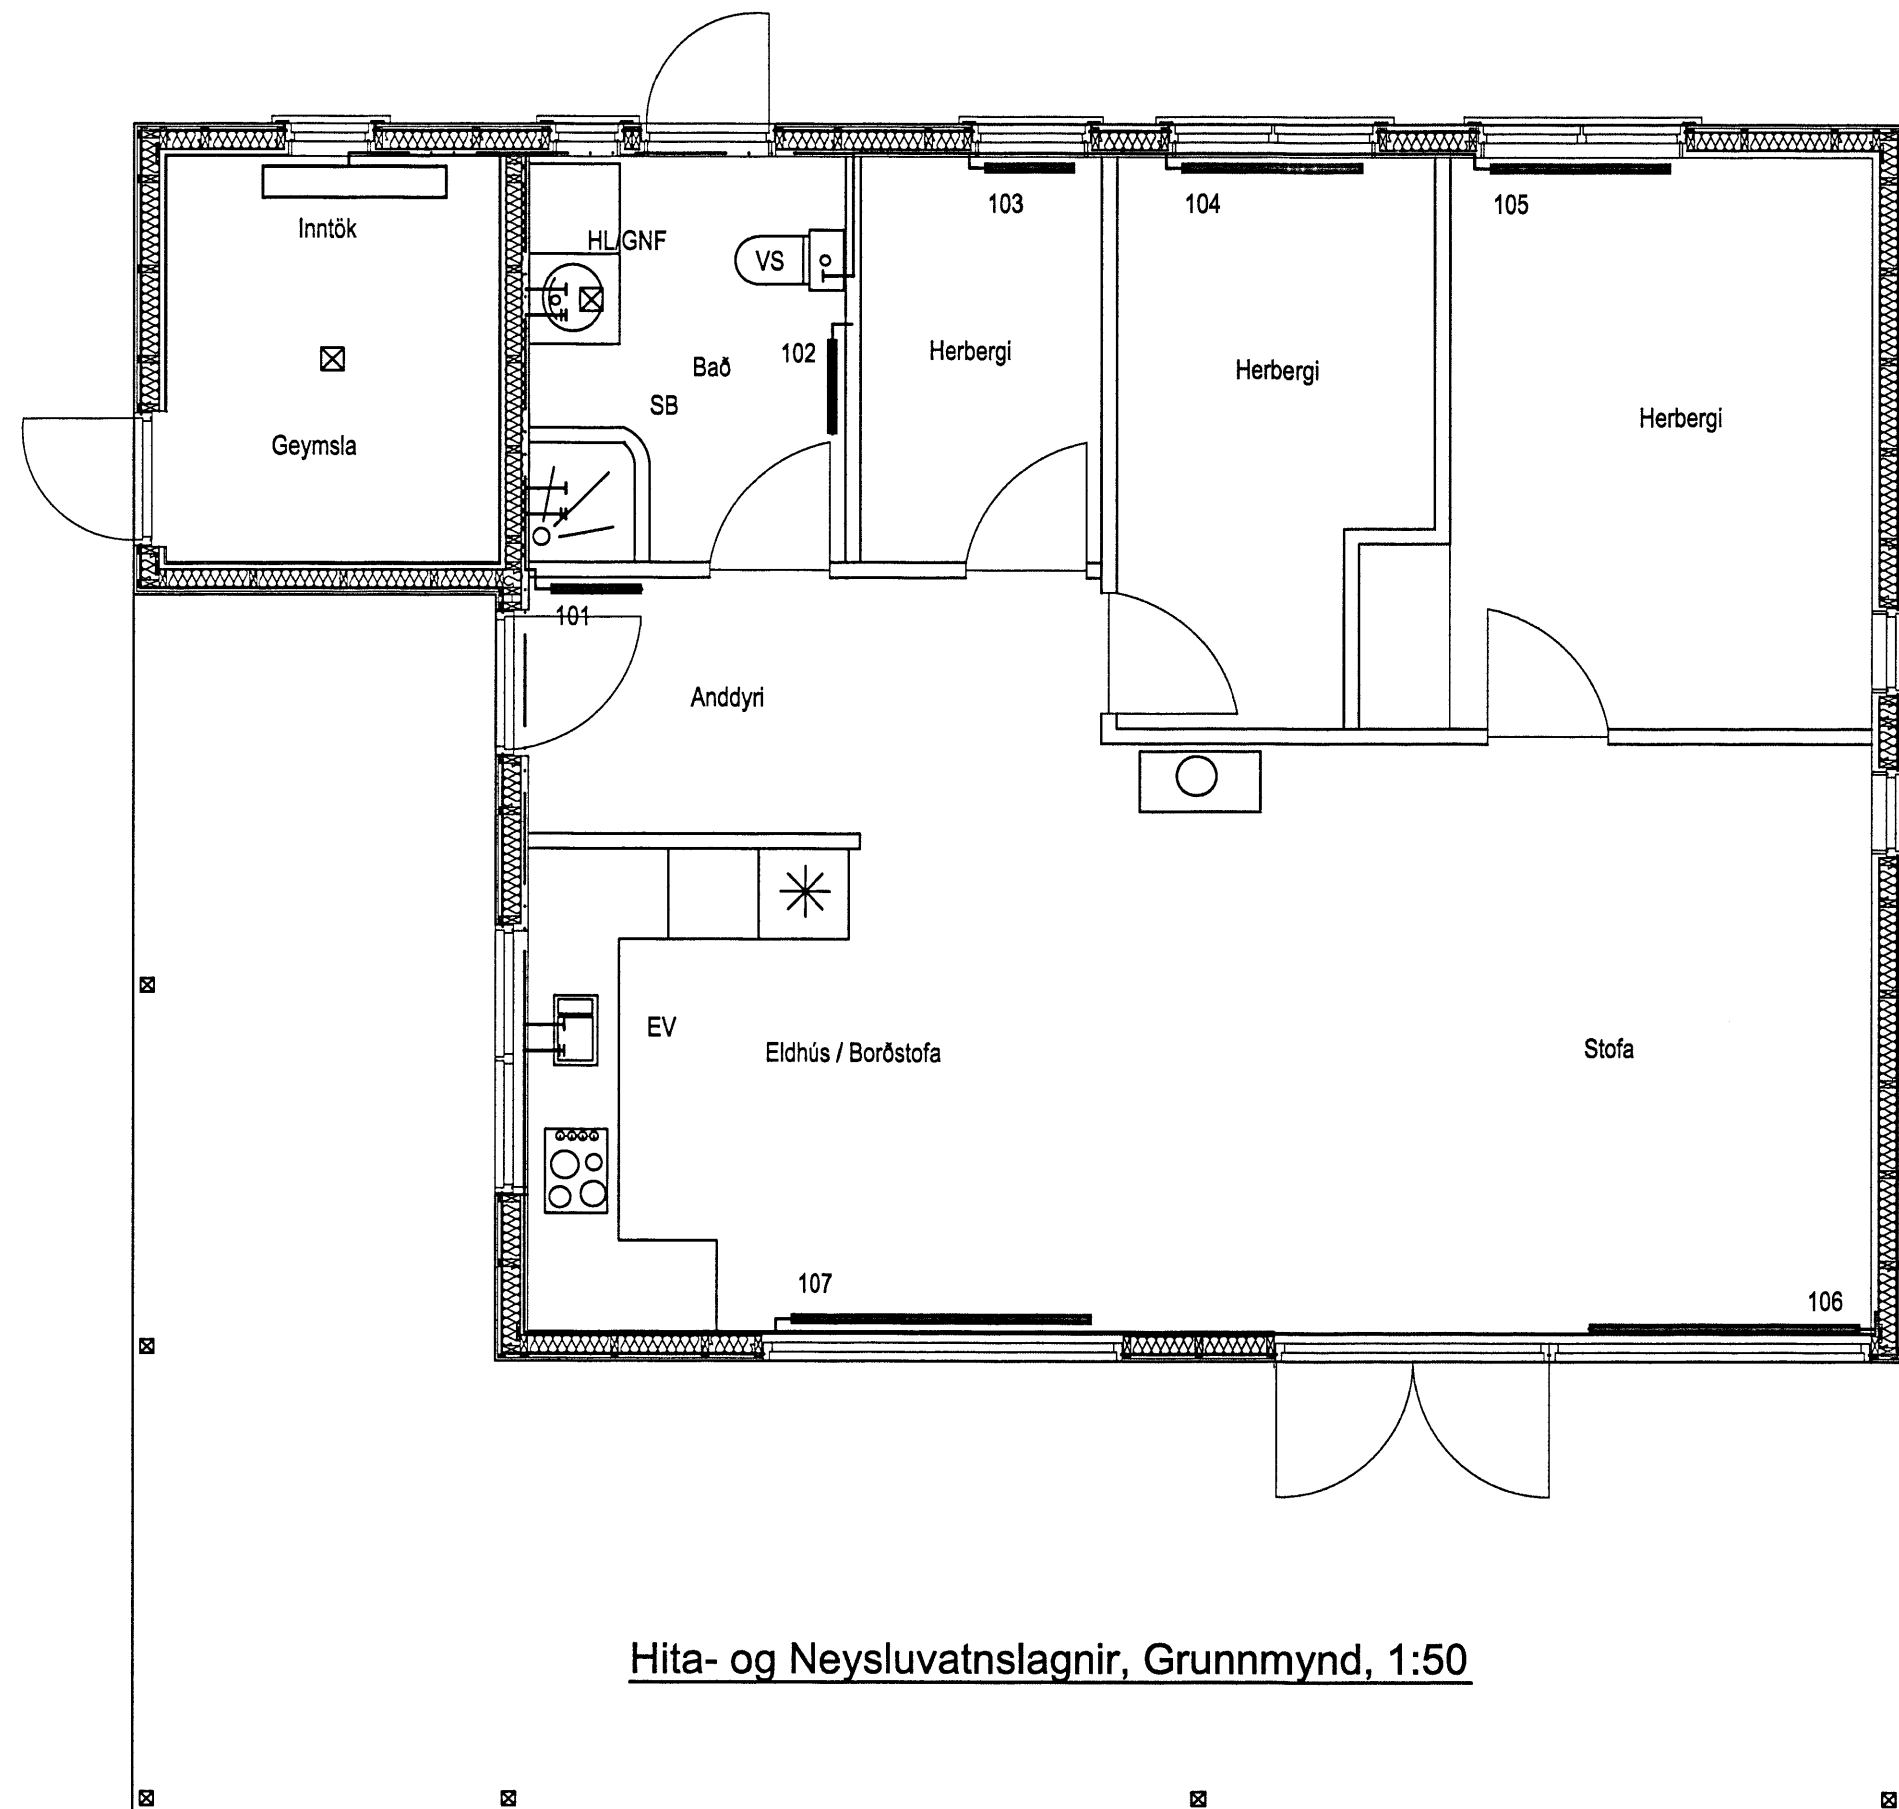 103
104
105
Inntök
HL/GNF
VS
102
Herbergi
Bað
Herbergi
SB
Herbergi
Geymsla
101
Anddyri
EV
Eldhús / Borðstofa
Stofa
107
106
Hita- og Neysluvatnslagnir, Grunnmynd, 1:50